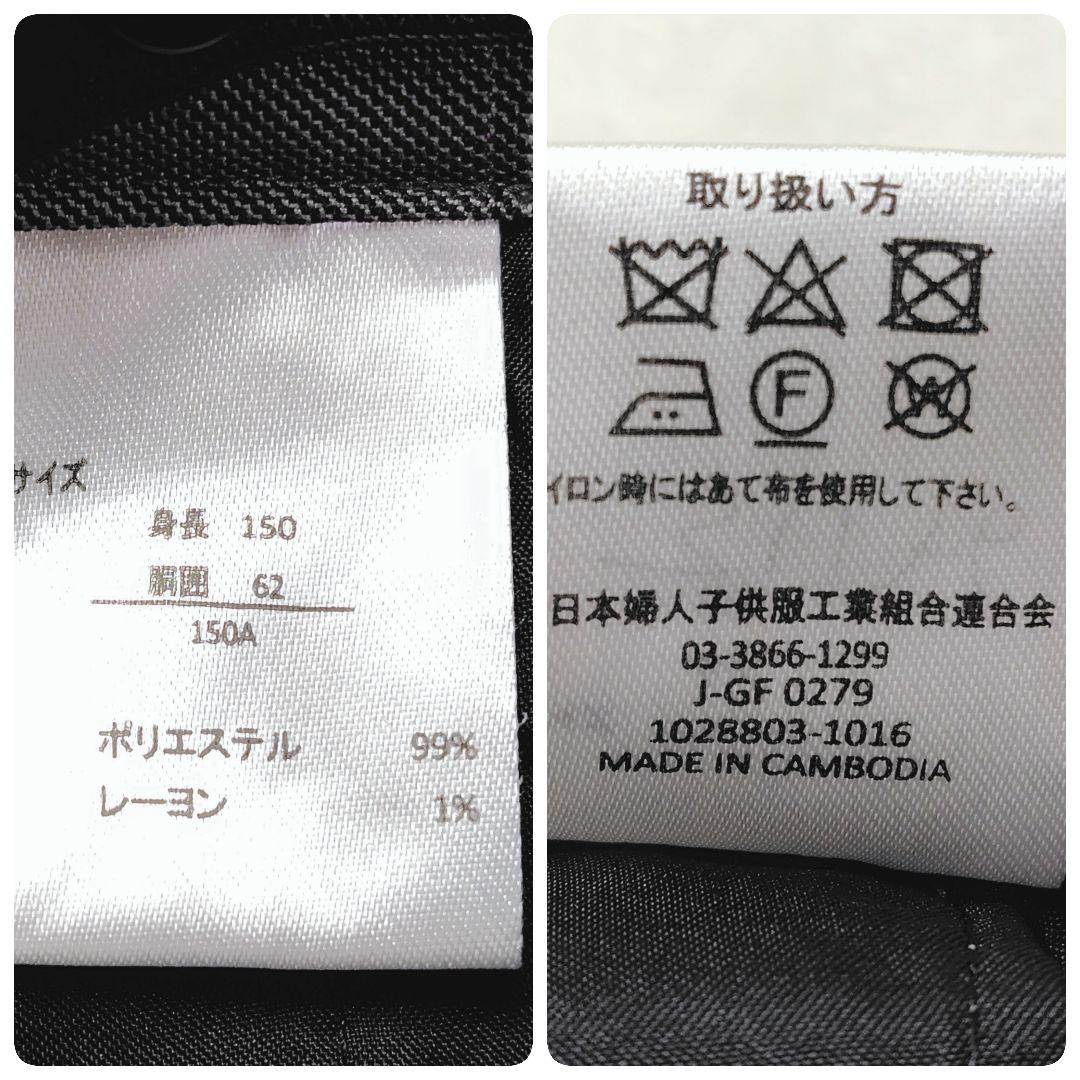 サイズ
身長 150
胴囲 62
150A
ポリエステル 99%
レーヨン 1%
取り扱い方
F
W
イロン時にはあて布を使用して下さい。
日本婦人子供服工業組合連合会
03-3866-1299
J-GF 0279
1028803-1016
MADE IN CAMBODIA